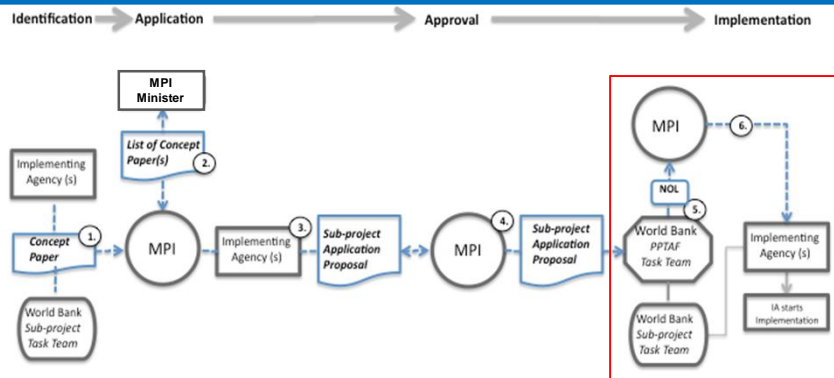 Identification
Application
Approval
Implementation
MPI
Minister
List of Concept
Paper(s)
2.
Implementing
Agency (s)
Concept
Paper
1.
World Bank
Sub-project
Task Team
MPI
Implementing
Agency (s)
3.
Sub-project
Application
Proposal
MPI
4.
Sub-project
Application
Proposal
MPI
6.
NOL
5.
World Bank
PPTAF
Task Team
World Bank
Sub-project
Task Team
Implementing
Agency (s)
IA starts
Implementation